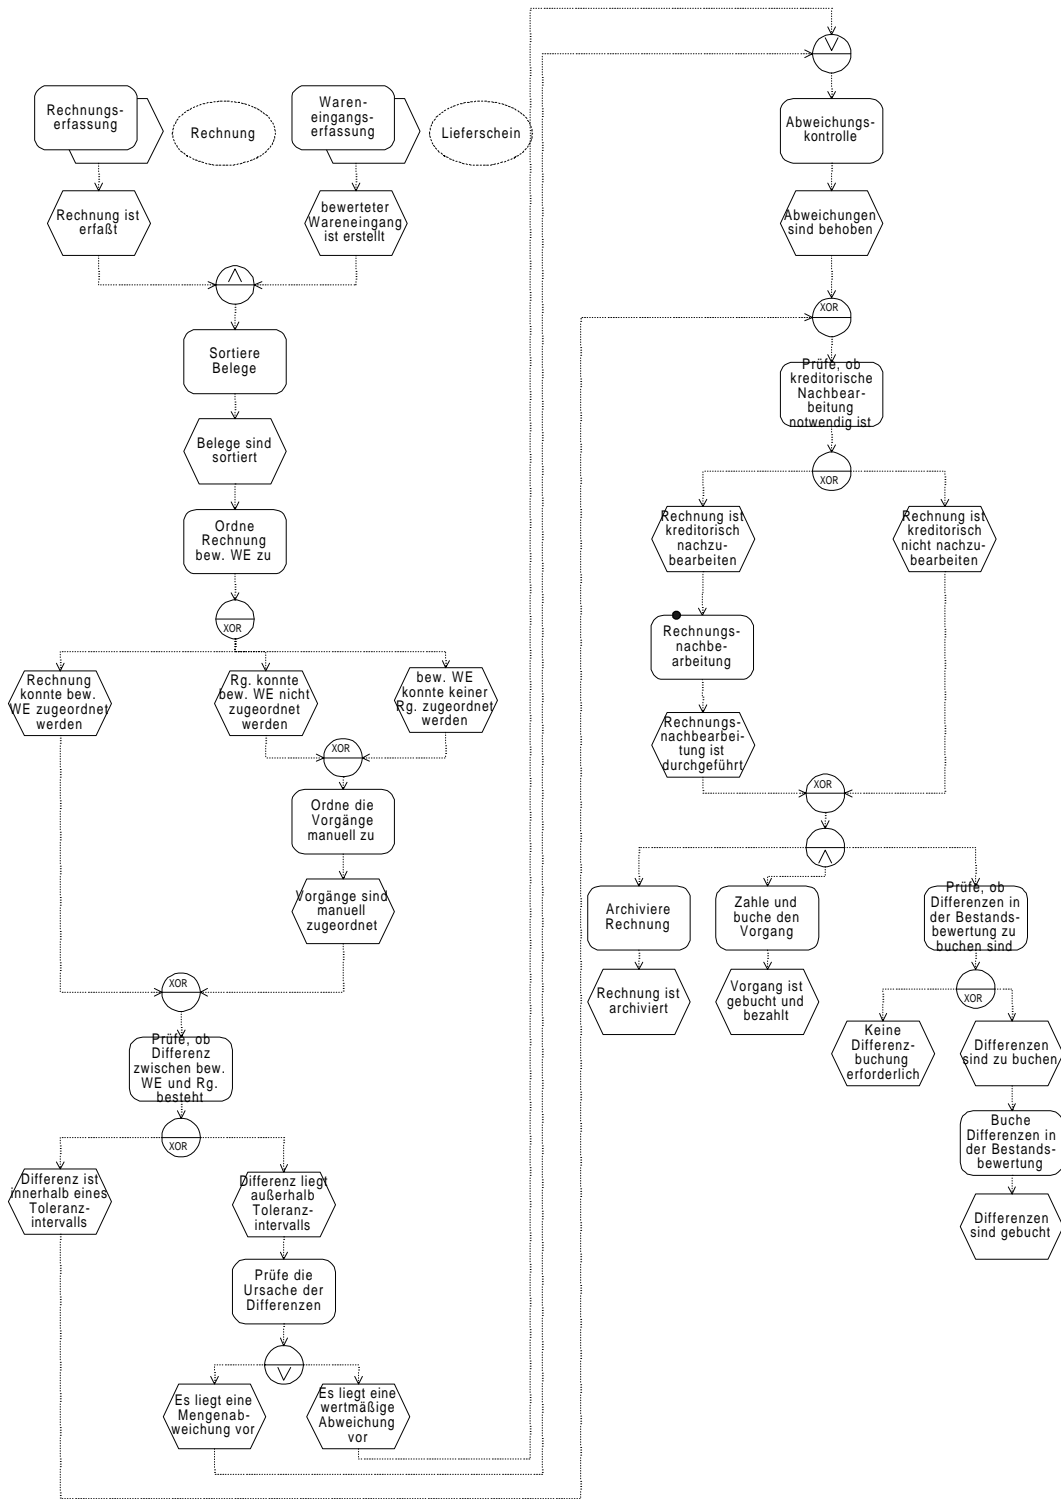 Rechnungs-
erfassung
Rechnung
Waren-
eingangs-
erfassung
Lieferschein
Rechnung ist
erfaßt
bewerteter
Wareneingang
ist erstellt
Sortiere
Belege
Belege sind
sortiert
Ordne
Rechnung
bew. WE zu
XOR
Rechnung
konnte bew.
WE zugeordnet
werden
Rg. konnte
bew. WE nicht
zugeordnet
werden
bew. WE
konnte keiner
Rg. zugeordnet
werden
XOR
Ordne die
Vorgänge
manuell zu
Vorgänge sind
manuell
zugeordnet
XOR
Prüfe, ob
Differenz
zwischen bew.
WE und Rg.
besteht
XOR
Differenz ist
innerhalb eines
Toleranz-
intervalls
Differenz liegt
außerhalb
Toleranz-
intervalls
Prüfe die
Ursache der
Differenzen
Es liegt eine
Mengenab-
weichung vor
Es liegt eine
wertmäßige
Abweichung
vor
Abweichungs-
kontrolle
Abweichungen
sind behoben
XOR
Prüfe, ob
kreditorische
Nachbear-
beitung
notwendig ist
XOR
Rechnung ist
kreditorisch
nachzu-
bearbeiten
Rechnung ist
kreditorisch
nicht nachzu-
bearbeiten
Rechnungs-
nachbe-
arbeitung
Rechnungs-
nachbearbei-
tung ist
durchgeführt
XOR
Archiviere
Rechnung
Zahle und
buche den
Vorgang
Prüfe, ob
Differenzen in
der Bestands-
bewertung zu
buchen sind
Rechnung ist
archiviert
Vorgang ist
gebucht und
bezahlt
XOR
Keine
Differenz-
buchung
erforderlich
Differenzen
sind zu buchen
Buche
Differenzen in
der Bestands-
bewertung
Differenzen
sind gebucht